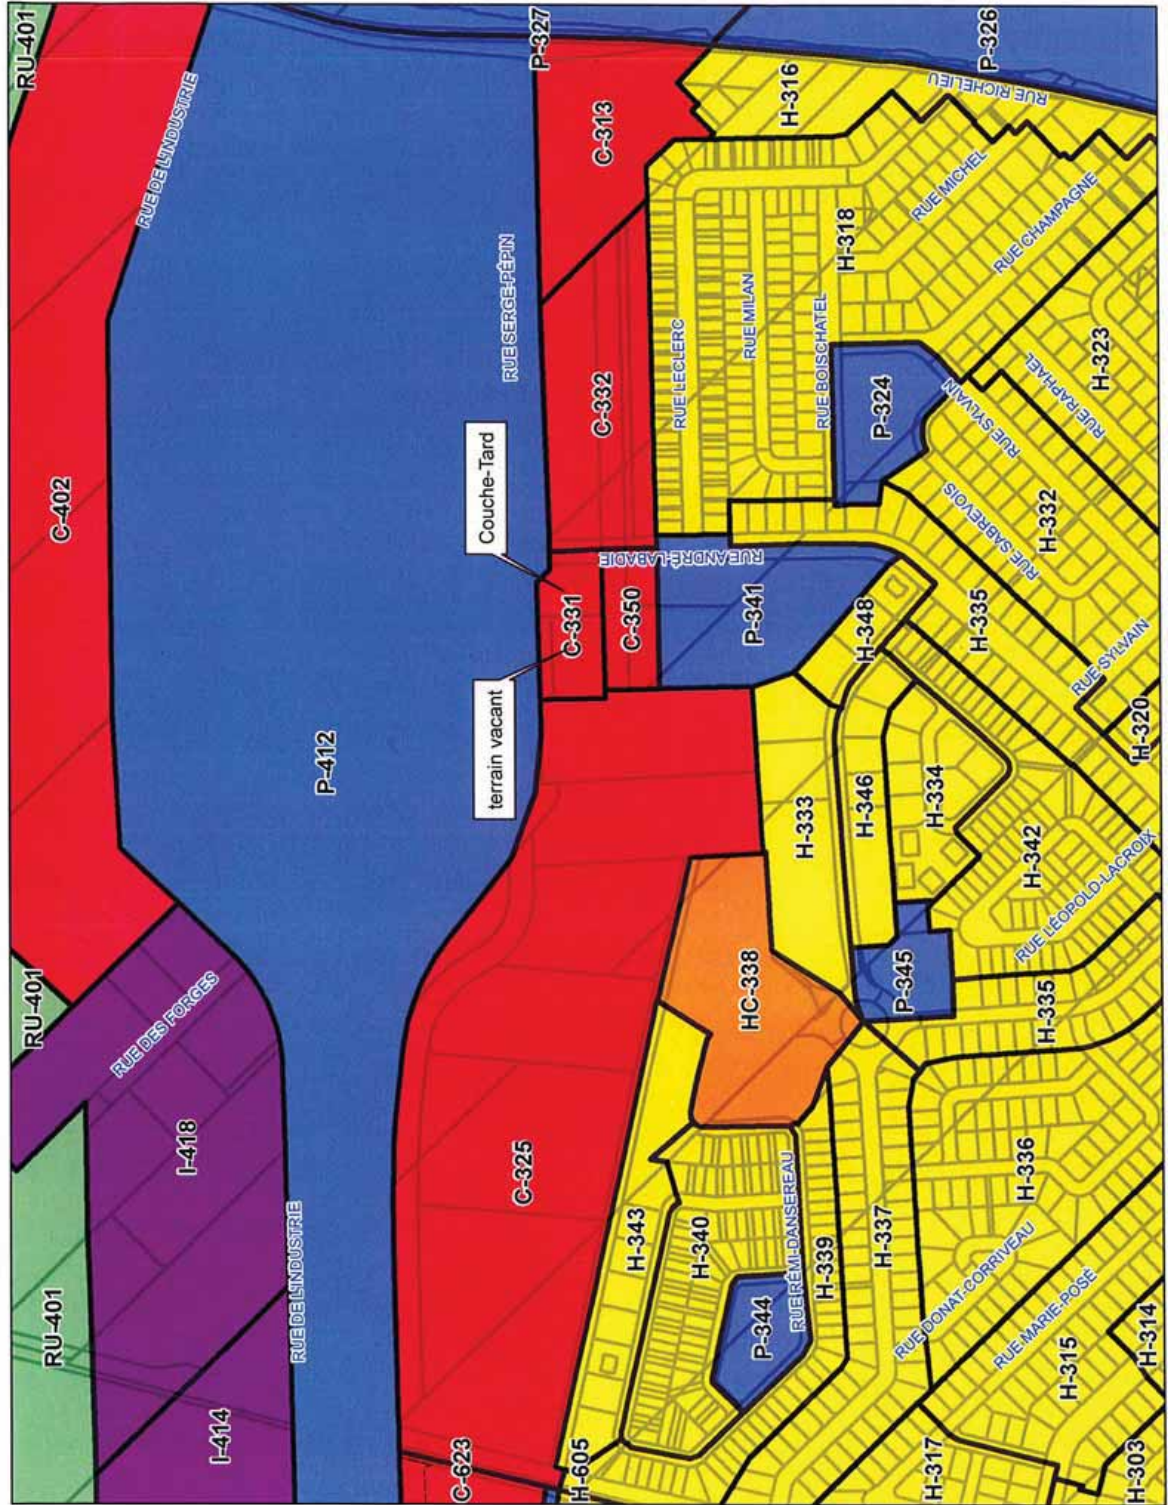 RU-401
RU-401
RU-401
C-402
RUE DE L'INDUSTRIE
P-412
RUE DES FORGES
I-418
I-414
RUE DE L'INDUSTRIE
P-327
P-326
RUE SERGE-PÉPIN
Couche-Tard
terrain vacant
C-313
C-332
C-331
C-350
C-325
C-623
RUE ANDRÉ-LABADIE
RUE RICHELIEU
H-316
RUE LECLERC
RUE MILAN
RUE BOISCHATEL
H-318
RUE MICHEL
RUE CHAMPAGNE
P-324
H-323
RUE RAPHAEL
RUE SYLVAIN
RUE SABREVOIS
H-332
P-341
H-348
H-335
RUE SYLVAIN
H-320
H-333
H-346
H-334
H-342
RUE LÉOPOLD-LACROIX
HC-338
P-345
H-335
H-343
H-340
RUE RÉMI-DANSEREAU
H-339
H-337
H-336
P-344
RUE DONAT-CORRIVEAU
RUE MARIE-POSÉ
H-315
H-314
H-605
H-317
H-303